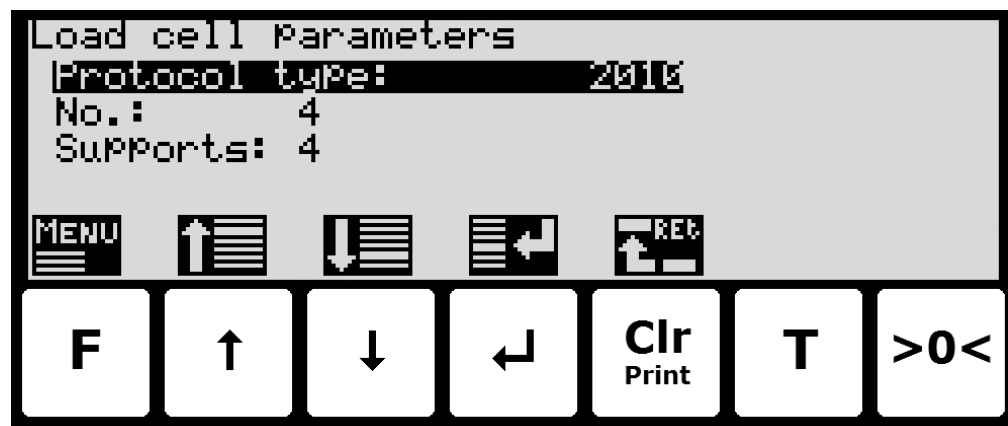 Load cell parameters
Protocol type: 2010
No.: 4
Supports: 4
MENU Ret
F ↑ ↓ ↵ Clr T >0<
Print